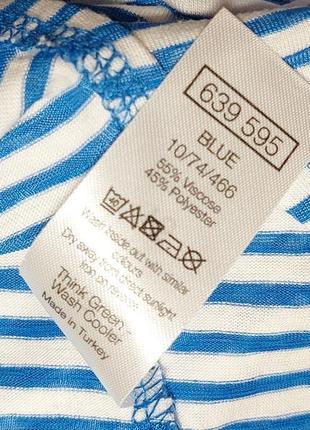 639 595
BLUE
10/74/466
55% Viscose
45% Polyester
40
Wash inside out with similar
colours
Dry away from direct sunlight
Iron on reverse
Think Green -
Wash Cooler
Made in Turkey